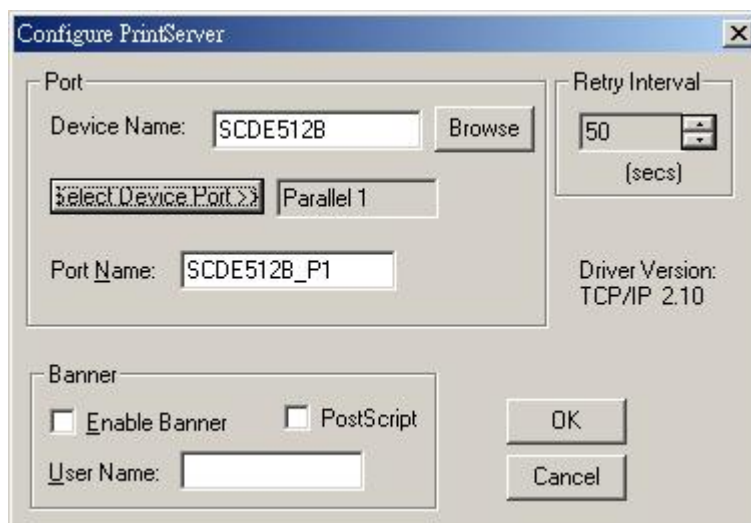 Configure PrintServer
Port
Device Name: SCDE512B Browse
Select Device Port >>
Parallel 1
Port Name: SCDE512B_P1
Retry Interval
50
(secs)
Driver Version:
TCP/IP 2.10
Banner
Enable Banner
PostScript
User Name:
OK
Cancel